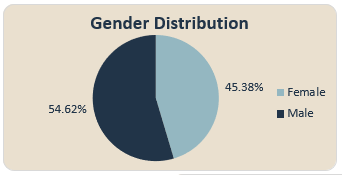 Gender Distribution
45.38%
Female
54.62%
Male